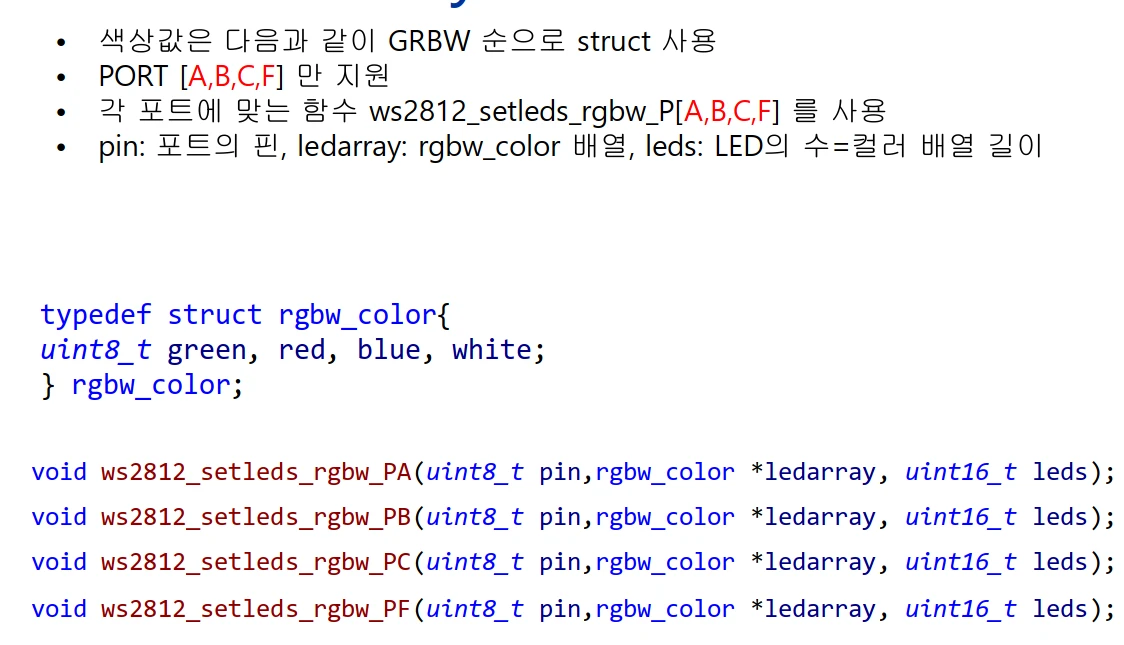 • 색상값은 다음과 같이 GRBW 순으로 struct 사용
• PORT [A,B,C,F] 만 지원
• 각 포트에 맞는 함수 ws2812_setleds_rgbw_P[A,B,C,F] 를 사용
• pin: 포트의 핀, ledarray: rgbw_color 배열, leds: LED의 수=컬러 배열 길이
typedef struct rgbw_color{
uint8_t green, red, blue, white;
} rgbw_color;
void ws2812_setleds_rgbw_PA(uint8_t pin,rgbw_color *ledarray, uint16_t leds);
void ws2812_setleds_rgbw_PB(uint8_t pin,rgbw_color *ledarray, uint16_t leds);
void ws2812_setleds_rgbw_PC(uint8_t pin,rgbw_color *ledarray, uint16_t leds);
void ws2812_setleds_rgbw_PF(uint8_t pin,rgbw_color *ledarray, uint16_t leds);